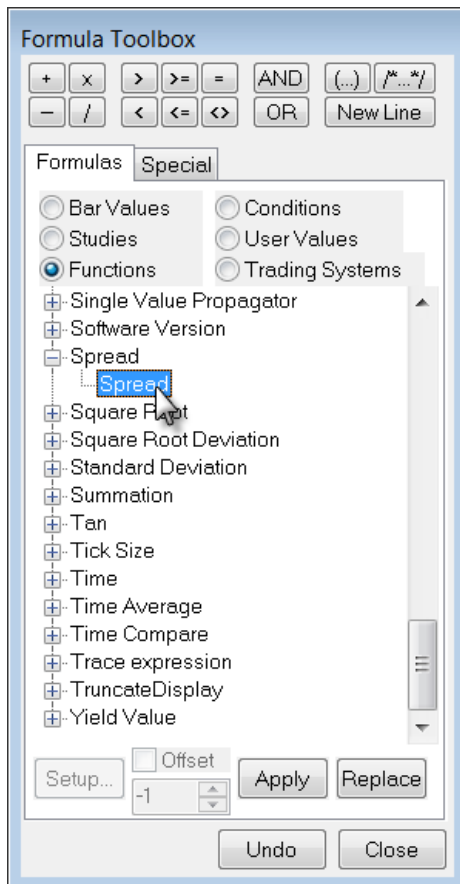 Formula Toolbox
+ x > >= = AND (...) /*...*/
– / < <= <> OR New Line
Formulas Special
Bar Values Conditions
Studies User Values
Functions Trading Systems
Single Value Propagator
Software Version
Spread
Spread
Square Root
Square Root Deviation
Standard Deviation
Summation
Tan
Tick Size
Time
Time Average
Time Compare
Trace expression
TruncateDisplay
Yield Value
Offset
Setup... -1 Apply Replace
Undo Close